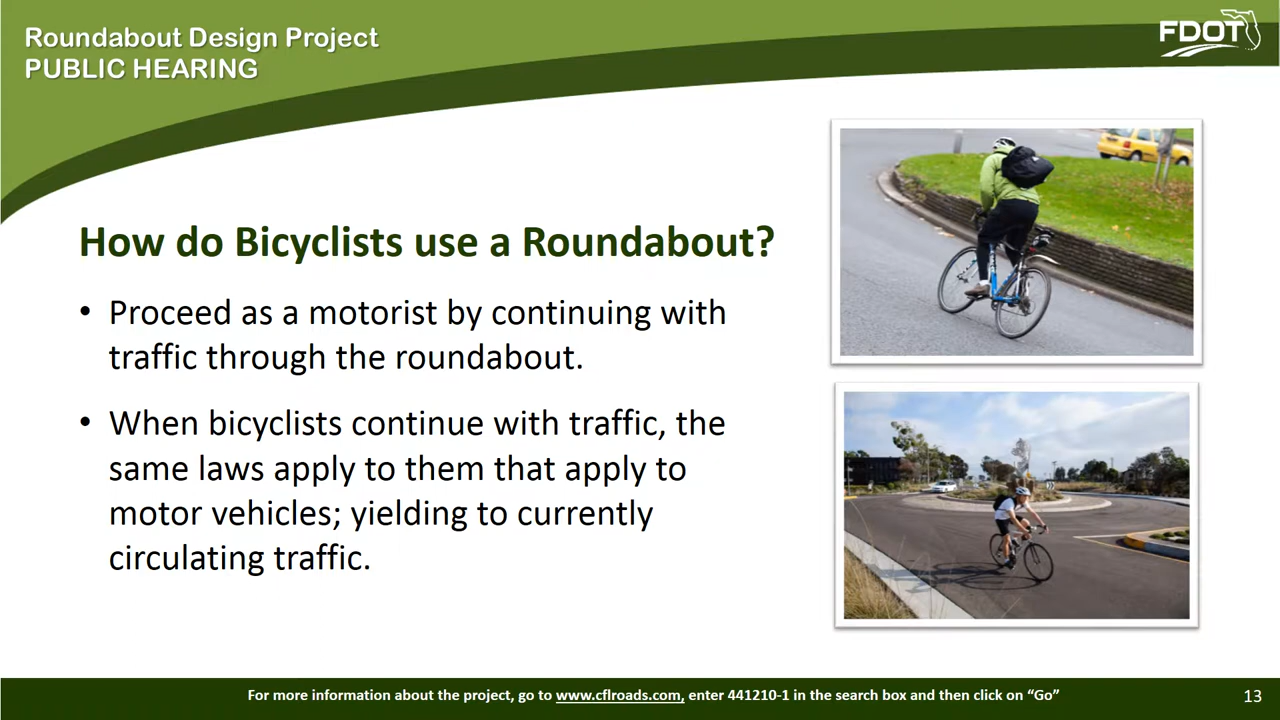 Roundabout Design Project
PUBLIC HEARING
FDOT
How do Bicyclists use a Roundabout?
• Proceed as a motorist by continuing with
traffic through the roundabout.
• When bicyclists continue with traffic, the
same laws apply to them that apply to
motor vehicles; yielding to currently
circulating traffic.
For more information about the project, go to www.cflroads.com, enter 441210-1 in the search box and then click on “Go”
13